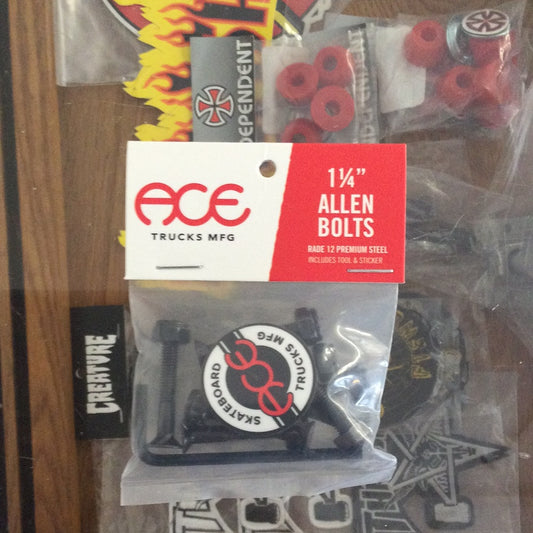 INDEPENDENT
ACE
TRUCKS MFG
1¼”
ALLEN
BOLTS
RADE 12 PREMIUM STEEL
INCLUDES TOOL & STICKER
CREATURE
ACE
SKATEBOARD
TRUCKS MFG